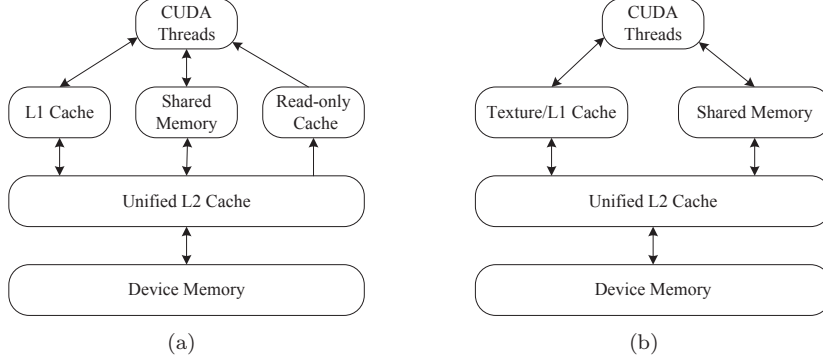 CUDA
Threads
L1 Cache
Shared
Memory
Read-only
Cache
Unified L2 Cache
Device Memory
(a)
CUDA
Threads
Texture/L1 Cache
Shared Memory
Unified L2 Cache
Device Memory
(b)